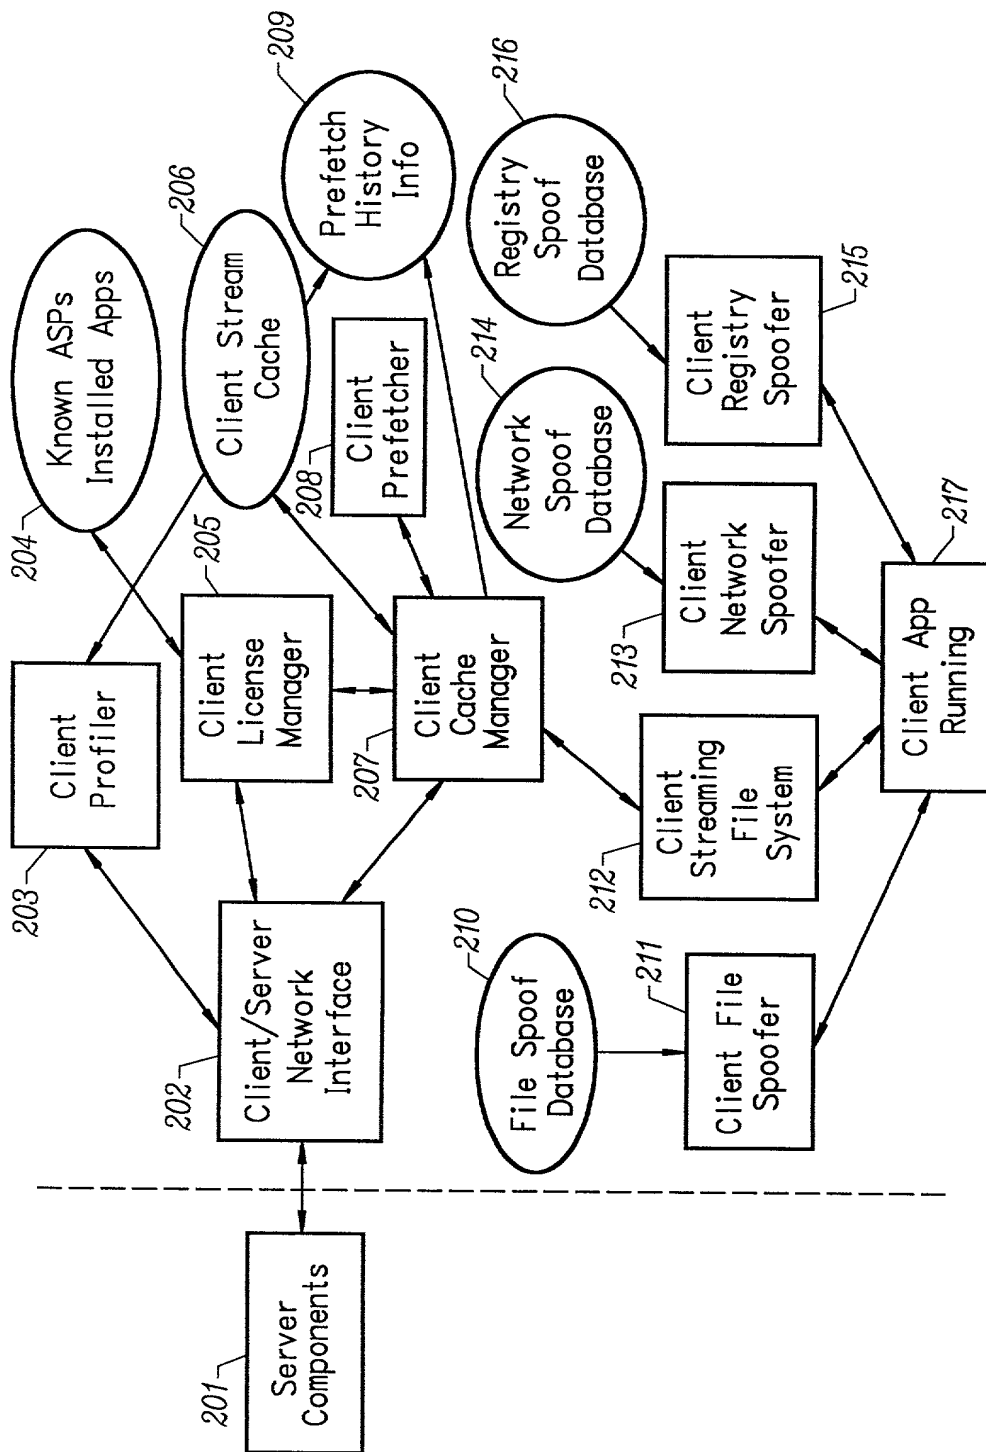 201
Server
Components
202
Client/Server
Network
Interface
203
Client
Profiler
204
Known ASPs
Installed Apps
205
Client
License
Manager
206
Client Stream
Cache
207
Client
Cache
Manager
208
Client
Prefetcher
209
Prefetch
History
Info
210
File Spoof
Database
211
Client File
Spoofer
212
Client
Streaming
File
System
213
Client
Network
Spoofer
214
Network
Spoof
Database
215
Client
Registry
Spoofer
216
Registry
Spoof
Database
217
Client App
Running